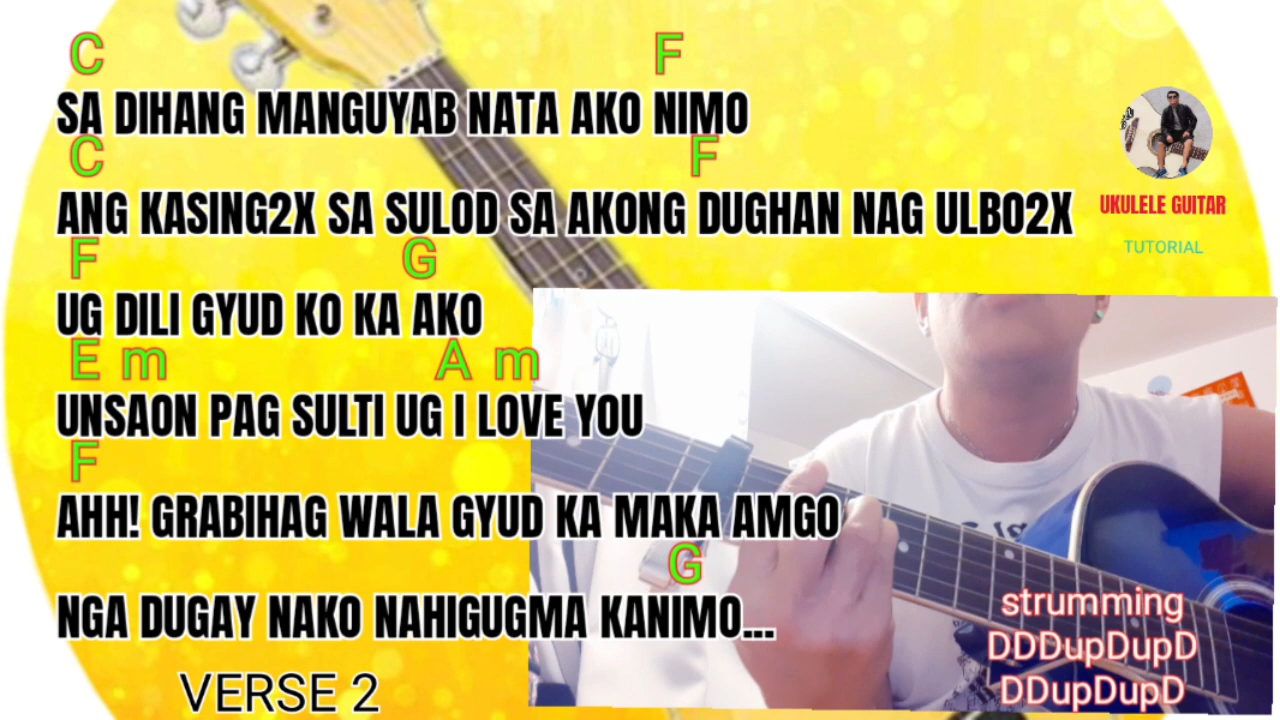 C F
SA DIHANG MANGUYAB NATA AKO NIMO
C F
ANG KASING2X SA SULOD SA AKONG DUGHAN NAG ULBO2X
F G
UG DILI GYUD KO KA AKO
Em Am
UNSAON PAG SULTI UG I LOVE YOU
F
AHH! GRABIHAG WALA GYUD KA MAKA AMGO
G
NGA DUGAY NAKO NAHIGUGMA KANIMO...
VERSE 2
UKULELE GUITAR
TUTORIAL
strumming
DDDupDupD
DDupDupD